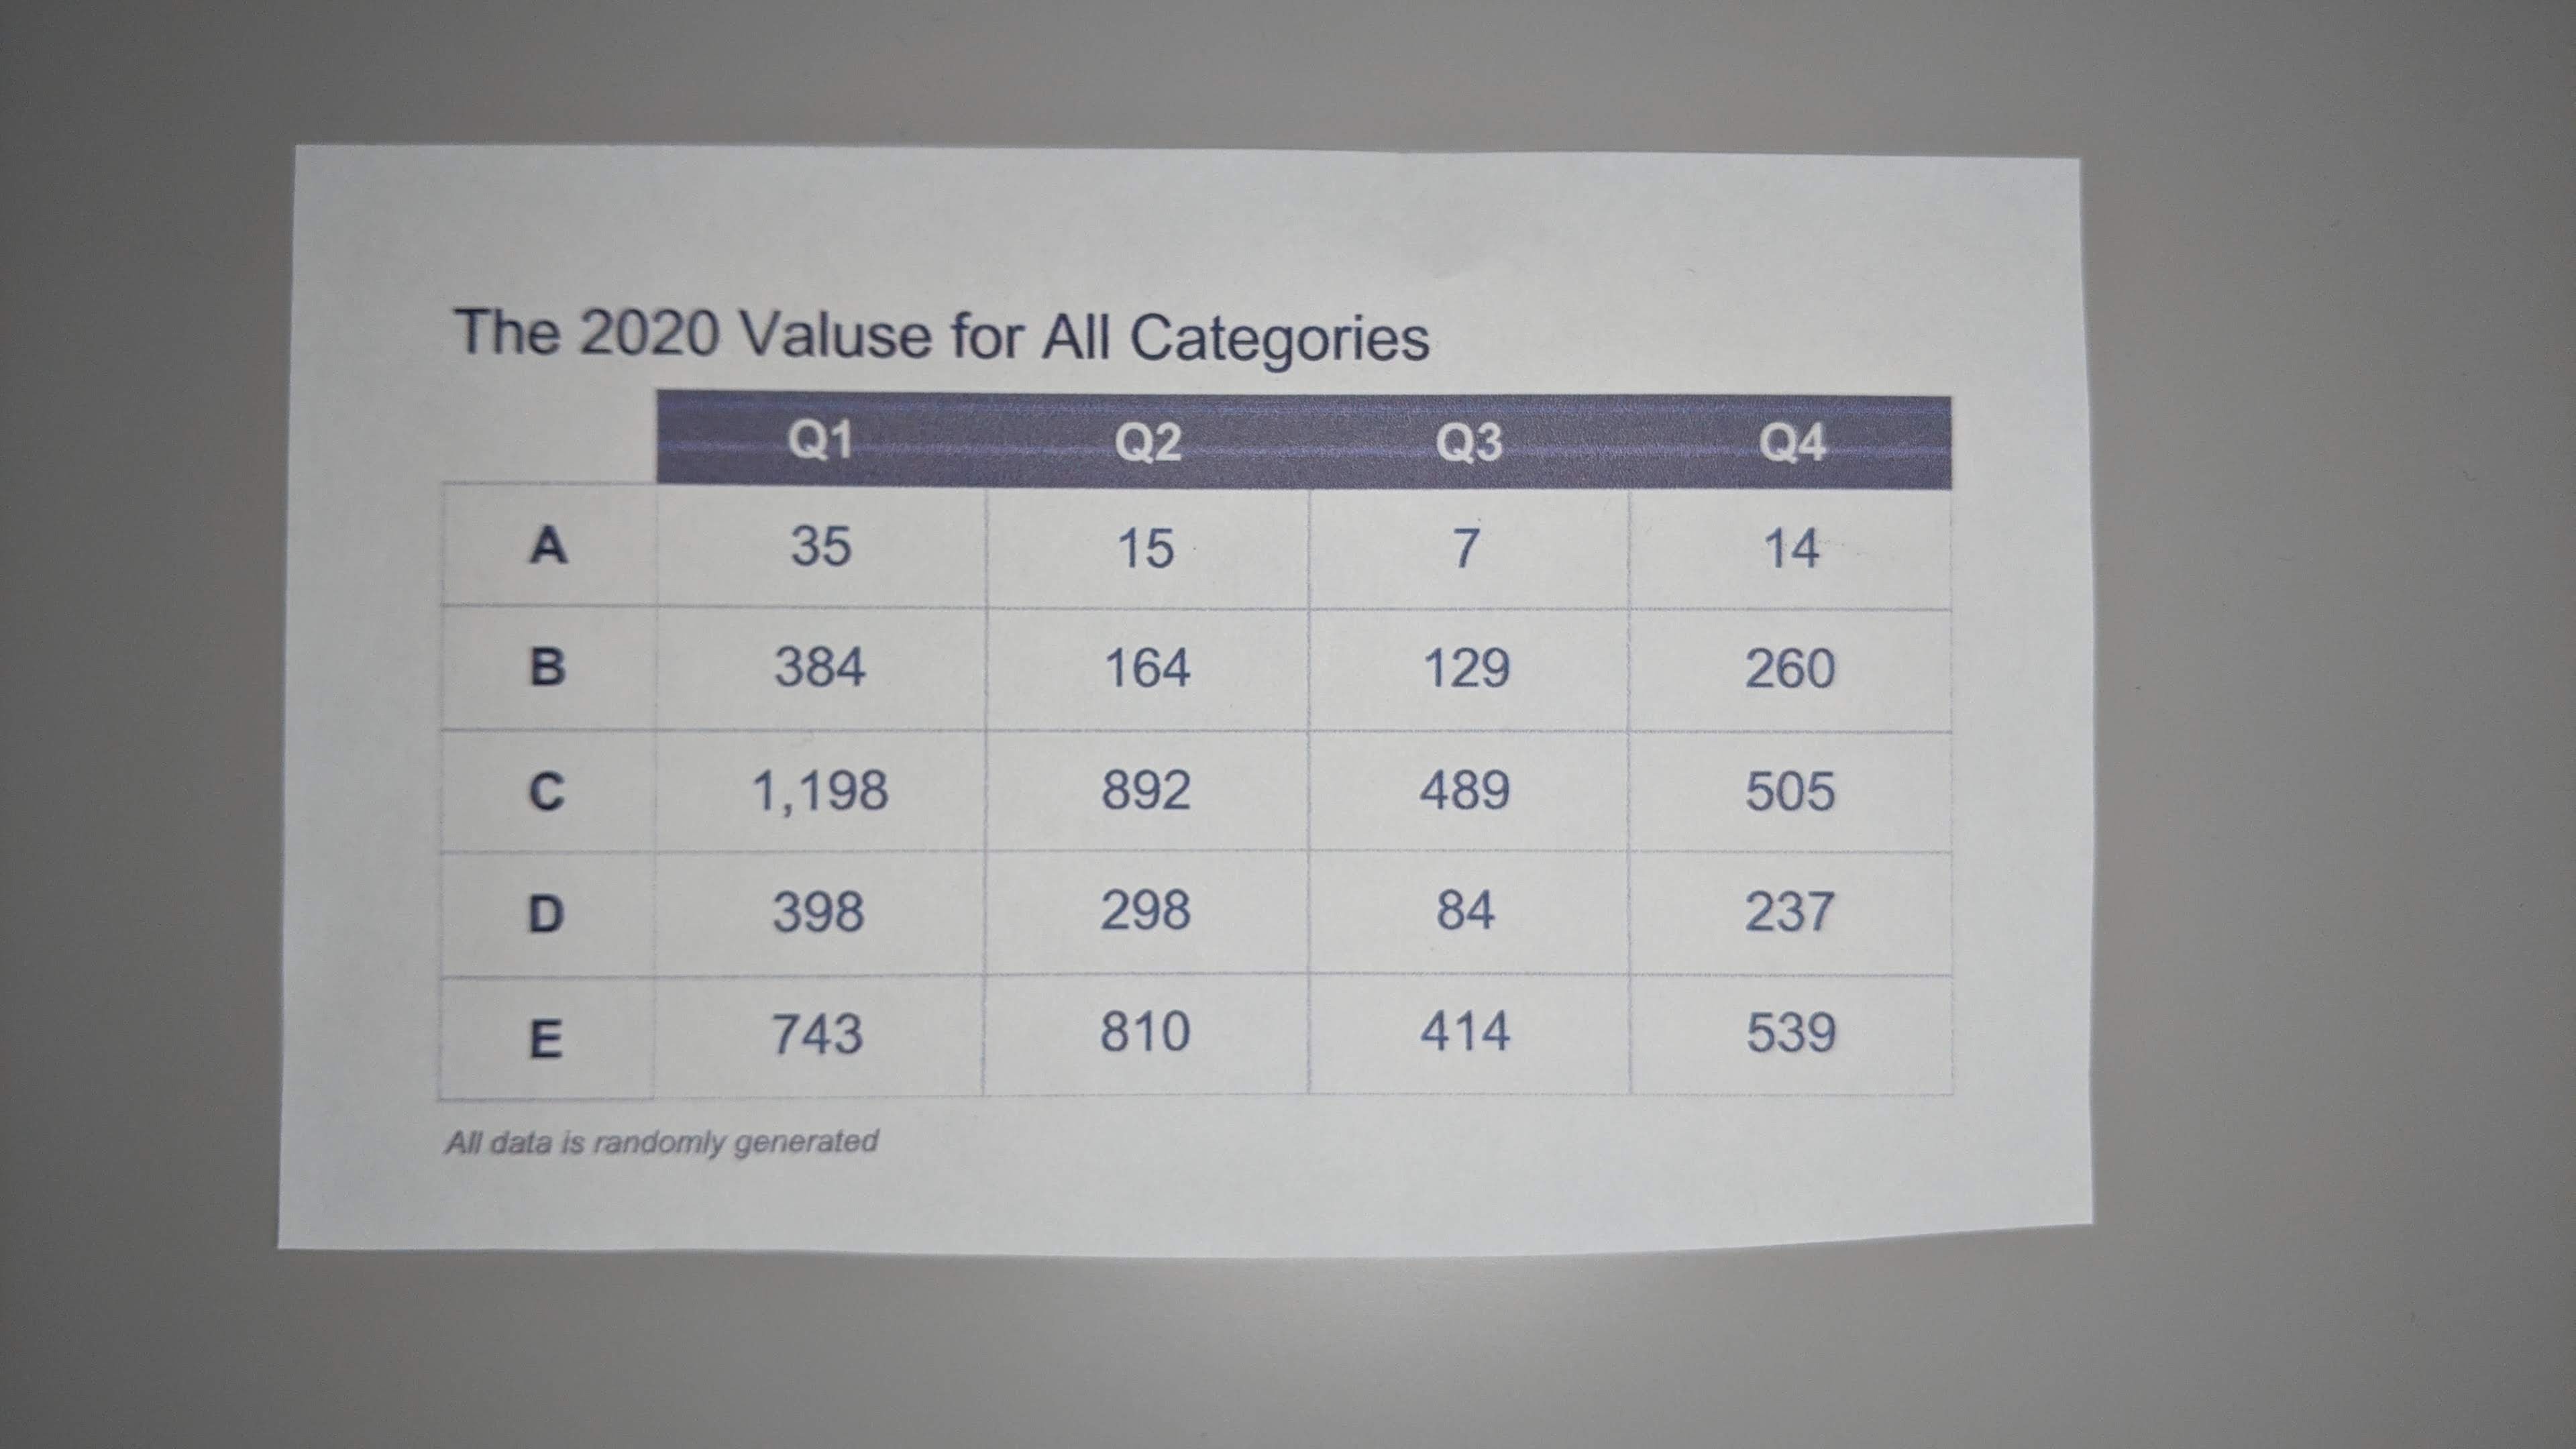 The 2020 Valuse for All Categories
Q1 Q2 Q3 Q4
A 35 15 7 14
B 384 164 129 260
C 1,198 892 489 505
D 398 298 84 237
E 743 810 414 539
All data is randomly generated